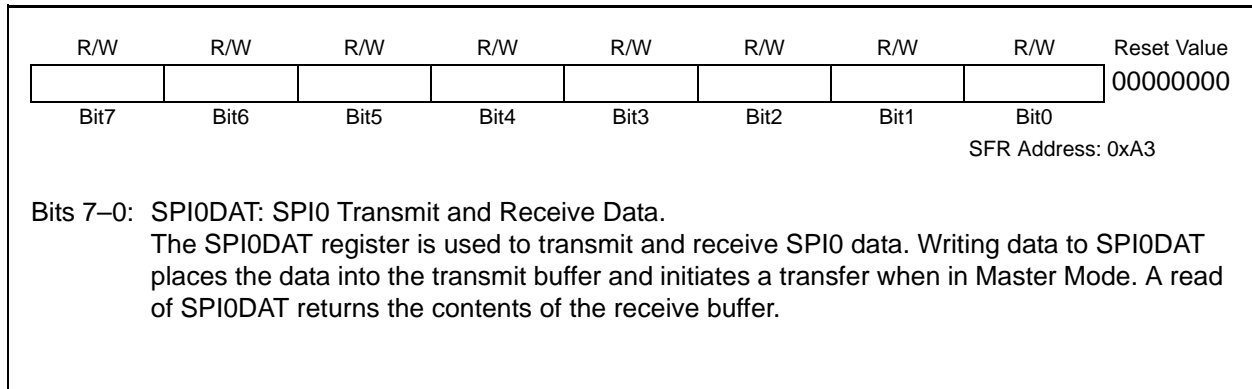 R/W R/W R/W R/W R/W R/W R/W R/W Reset Value
00000000
Bit7 Bit6 Bit5 Bit4 Bit3 Bit2 Bit1 Bit0
SFR Address: 0xA3
Bits 7–0: SPI0DAT: SPI0 Transmit and Receive Data.
The SPI0DAT register is used to transmit and receive SPI0 data. Writing data to SPI0DAT
places the data into the transmit buffer and initiates a transfer when in Master Mode. A read
of SPI0DAT returns the contents of the receive buffer.